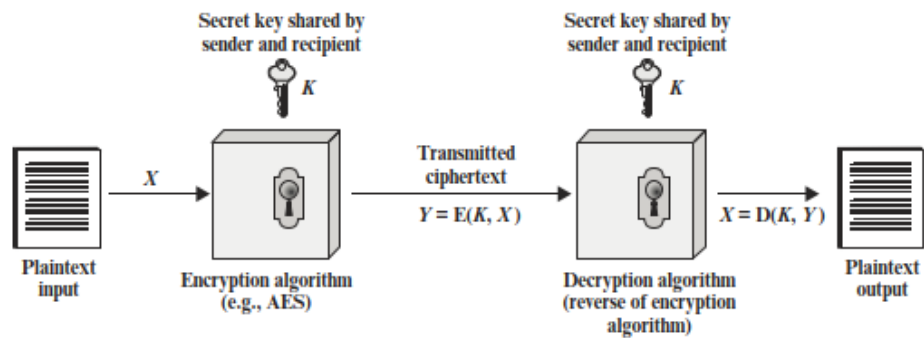 Secret key shared by
sender and recipient
K
Secret key shared by
sender and recipient
K
X
Transmitted
ciphertext
Y = E(K, X)
X = D(K, Y)
Plaintext
input
Encryption algorithm
(e.g., AES)
Decryption algorithm
(reverse of encryption
algorithm)
Plaintext
output